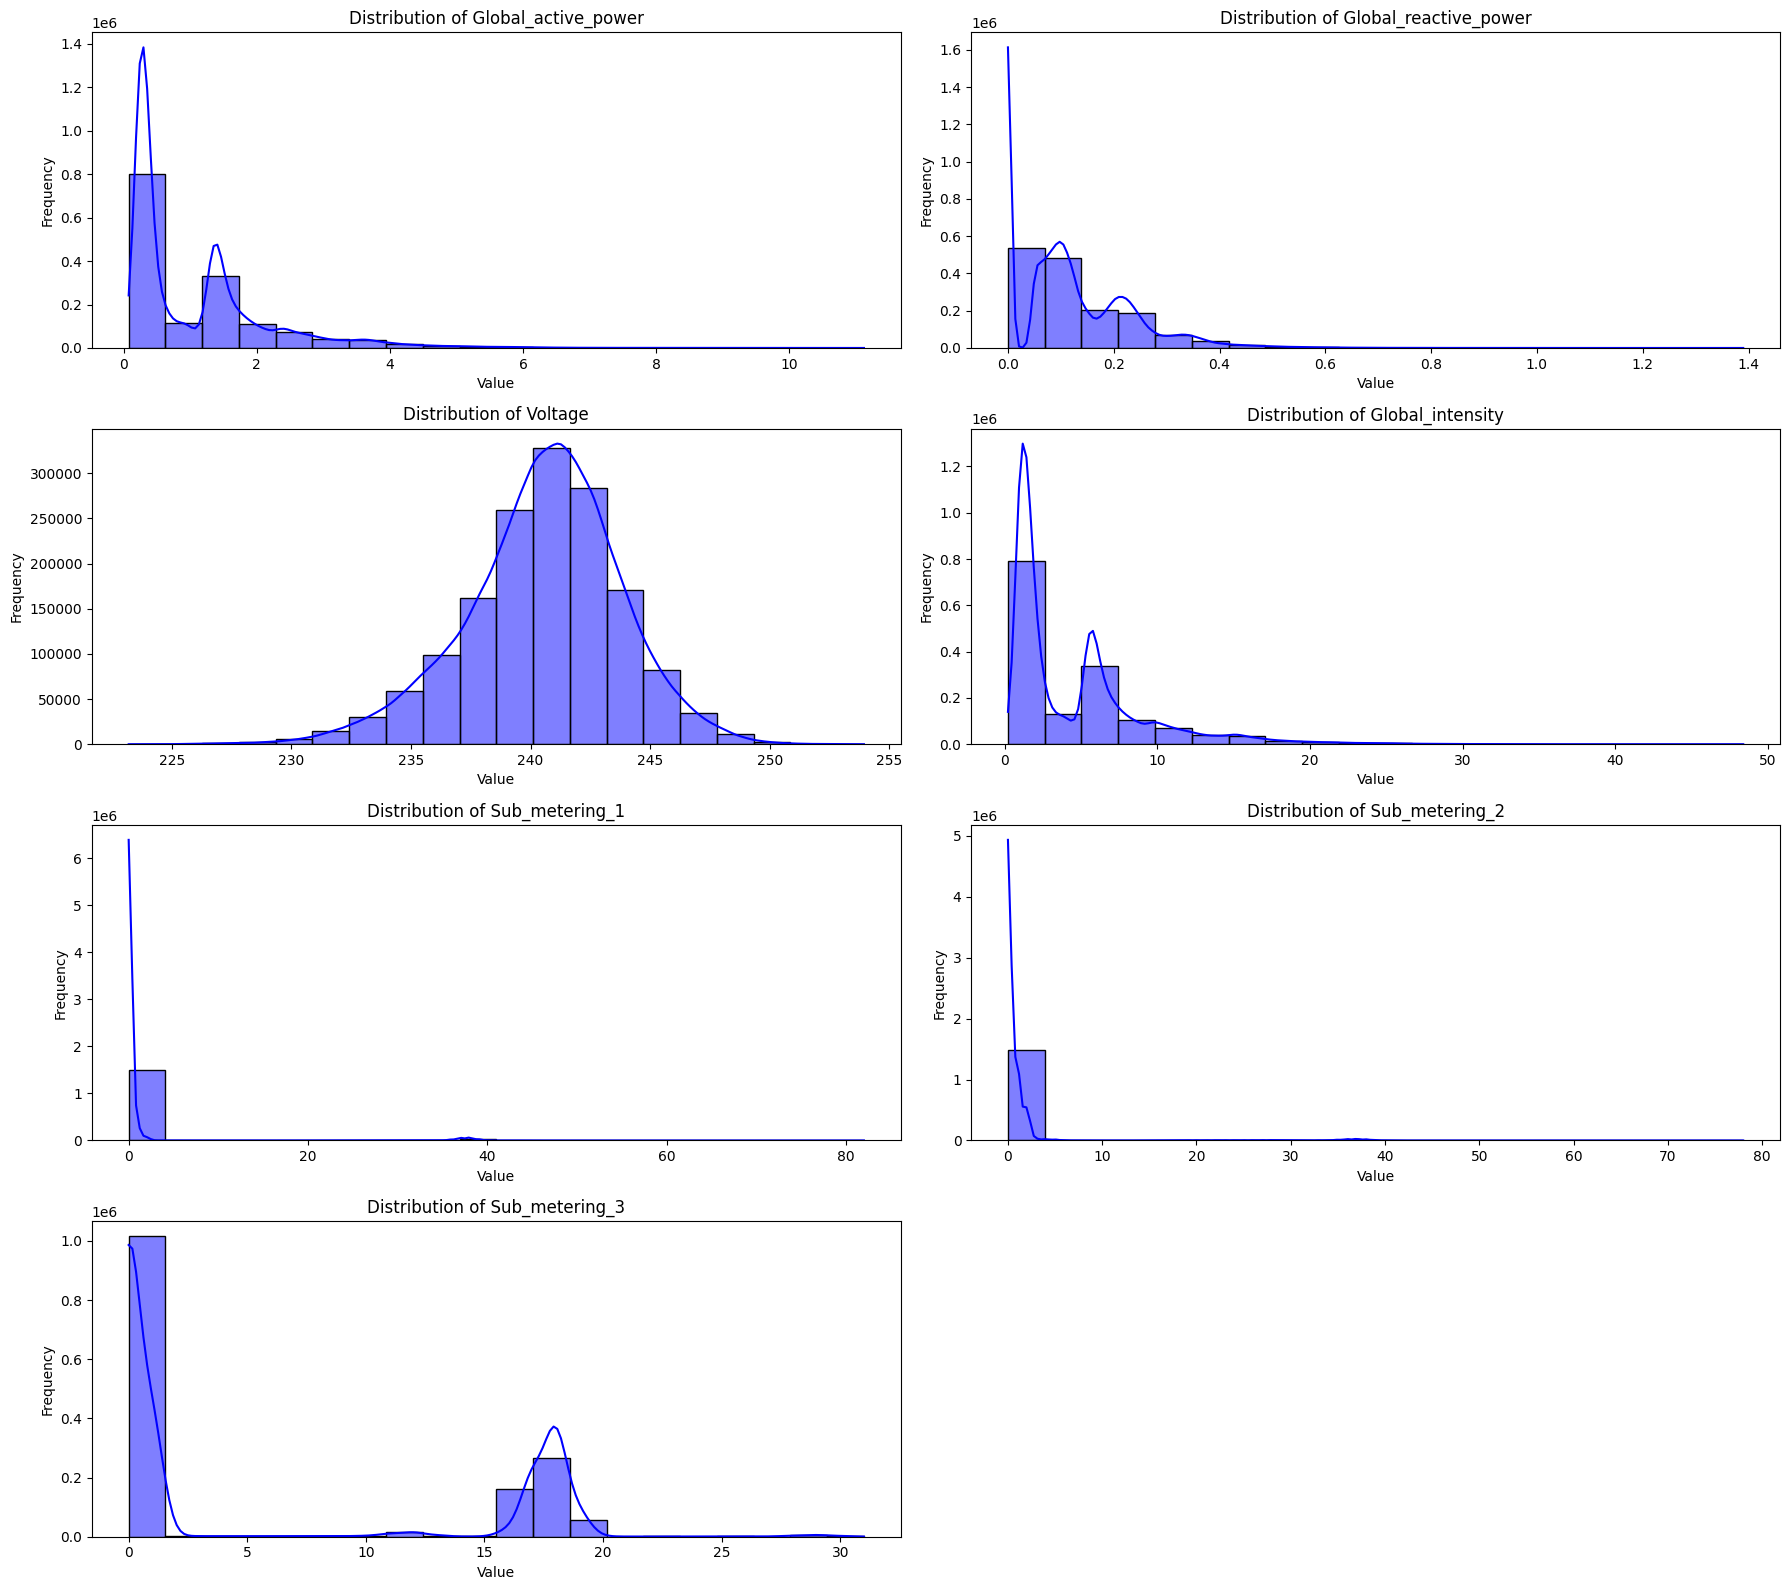 Distribution of Global_active_power
1e6
1.4
1.2
1.0
0.8
0.6
0.4
0.2
0.0
Frequency
0 2 4 6 8 10
Value
Distribution of Global_reactive_power
1e6
1.6
1.4
1.2
1.0
0.8
0.6
0.4
0.2
0.0
Frequency
0.0 0.2 0.4 0.6 0.8 1.0 1.2 1.4
Value
Distribution of Voltage
300000
250000
200000
150000
100000
50000
0
Frequency
225 230 235 240 245 250 255
Value
Distribution of Global_intensity
1e6
1.2
1.0
0.8
0.6
0.4
0.2
0.0
Frequency
0 10 20 30 40 50
Value
Distribution of Sub_metering_1
1e6
6
5
4
3
2
1
0
Frequency
0 20 40 60 80
Value
Distribution of Sub_metering_2
1e6
5
4
3
2
1
0
Frequency
0 10 20 30 40 50 60 70 80
Value
Distribution of Sub_metering_3
1e6
1.0
0.8
0.6
0.4
0.2
0.0
Frequency
0 5 10 15 20 25 30
Value